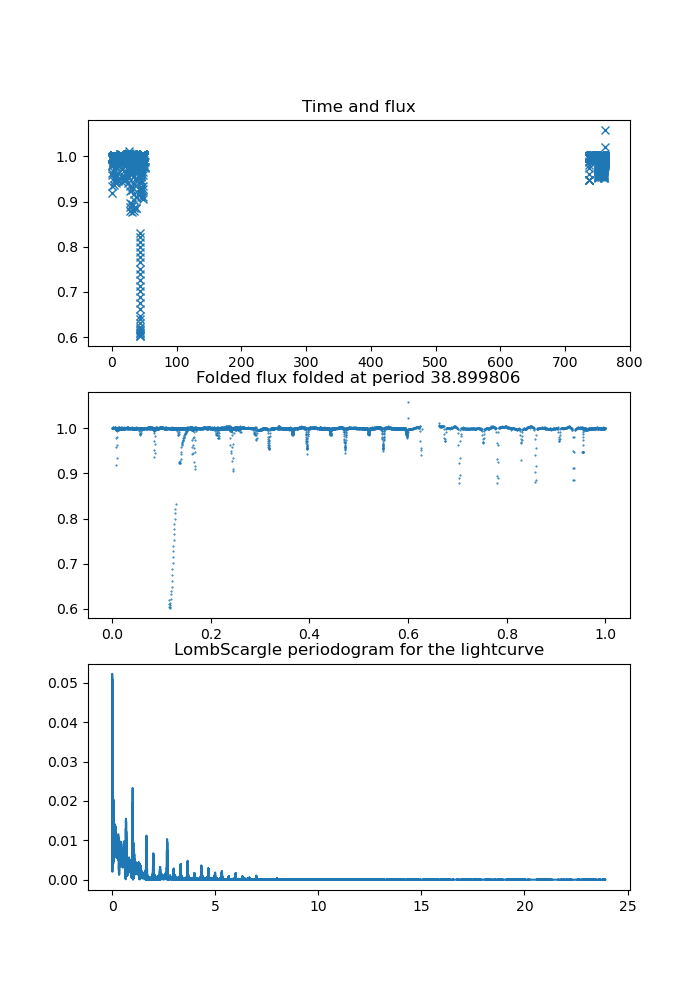 Time and flux
1.0
0.9
0.8
0.7
0.6
0 100 200 300 400 500 600 700 800
Folded flux folded at period 38.899806
1.0
0.9
0.8
0.7
0.6
0.0 0.2 0.4 0.6 0.8 1.0
LombScargle periodogram for the lightcurve
0.05
0.04
0.03
0.02
0.01
0.00
0 5 10 15 20 25